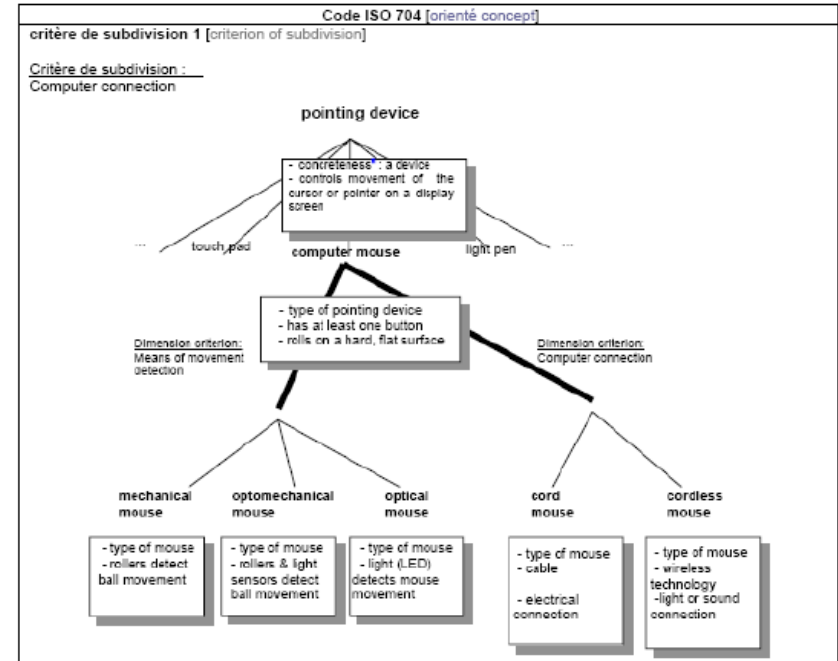 Code ISO 704 [orienté concept]
critère de subdivision 1 [criterion of subdivision]
Critère de subdivision :
Computer connection
pointing device
- concreteness* : a device
- controls movement of the
cursor or pointer on a display
screen
...
touch pad
computer mouse
light pen
...
- type of pointing device
- has at least one button
- rolls on a hard, flat surface
Dimension criterion:
Means of movement
detection
Dimension criterion:
Computer connection
mechanical
mouse
optomechanical
mouse
optical
mouse
cord
mouse
cordless
mouse
- type of mouse
- rollers detect
ball movement
- type of mouse
- rollers & light
sensors detect
ball movement
- type of mouse
- light (LED)
detects mouse
movement
- type of mouse
- cable
- electrical
connection
- type of mouse
- wireless
technology
-light or sound
connection